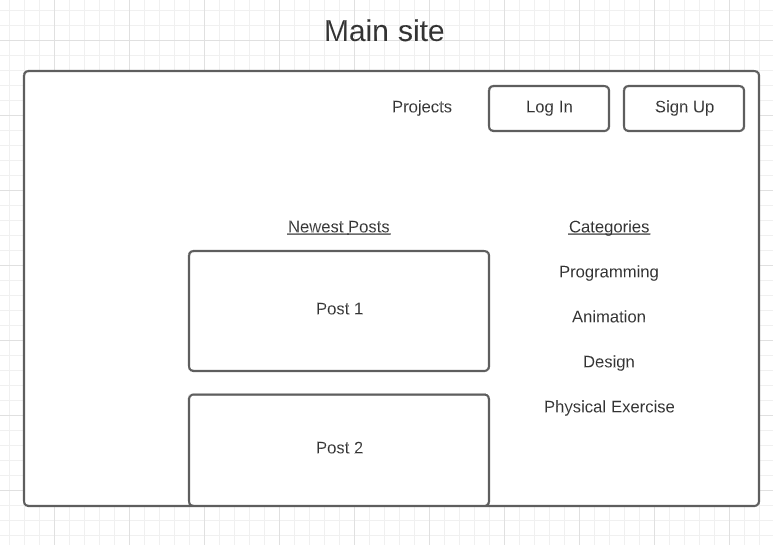 Main site
Projects
Log In
Sign Up
Newest Posts
Categories
Post 1
Programming
Animation
Design
Physical Exercise
Post 2